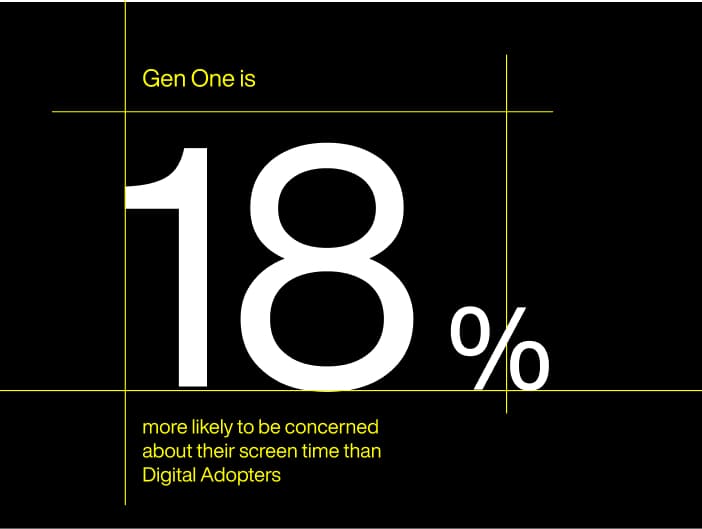 Gen One is
18%
more likely to be concerned
about their screen time than
Digital Adopters